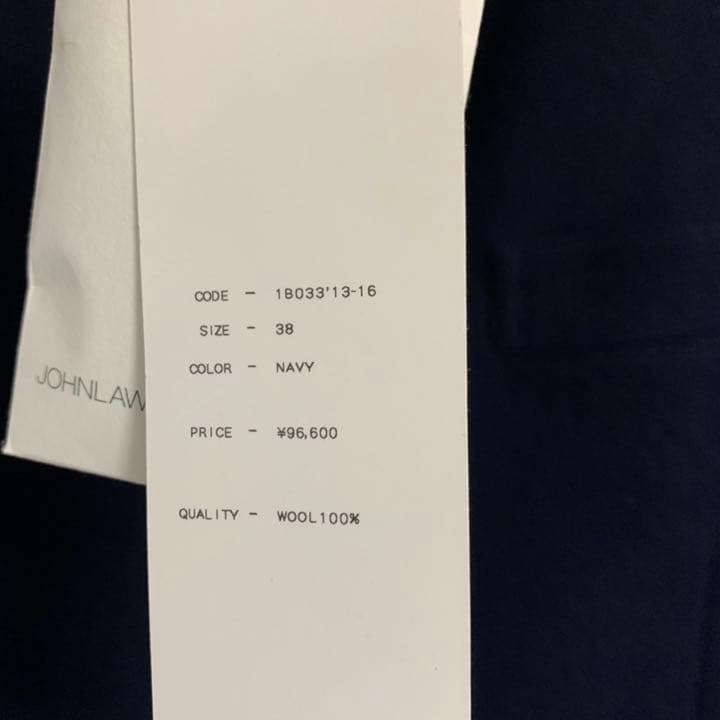 CODE - 1B033'13-16
SIZE - 38
COLOR - NAVY
JOHNLAW
PRICE - ¥96,600
QUALITY - WOOL100%